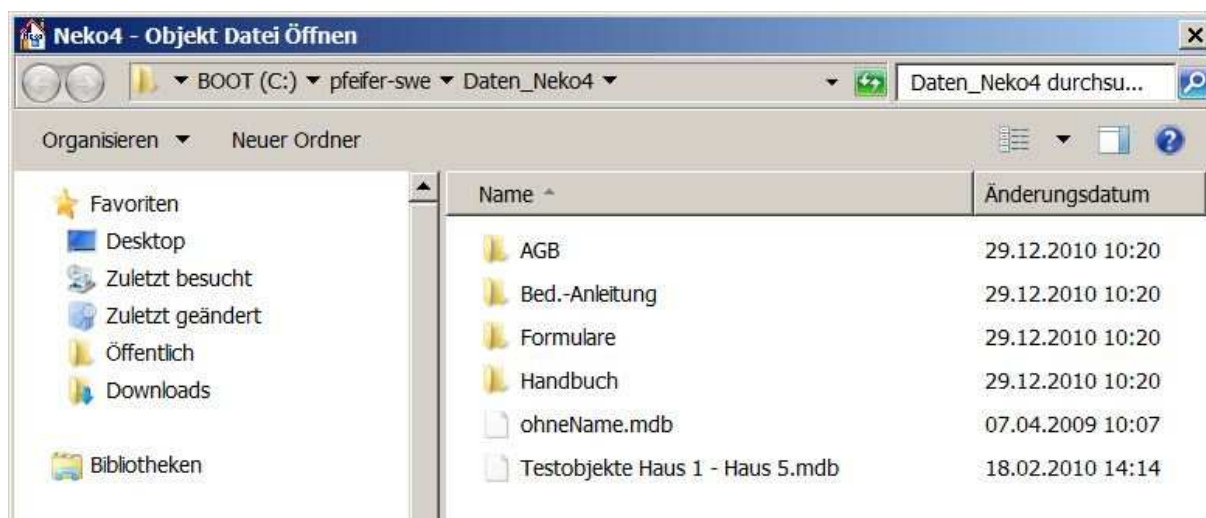 Neko4 - Objekt Datei Öffnen
BOOT (C:) pfeifer-swe Daten_Neko4
Daten_Neko4 durchsu...
Organisieren Neuer Ordner
Favoriten
Desktop
Zuletzt besucht
Zuletzt geändert
Öffentlich
Downloads
Bibliotheken
Name Änderungsdatum
AGB 29.12.2010 10:20
Bed.-Anleitung 29.12.2010 10:20
Formulare 29.12.2010 10:20
Handbuch 29.12.2010 10:20
ohneName.mdb 07.04.2009 10:07
Testobjekte Haus 1 - Haus 5.mdb 18.02.2010 14:14